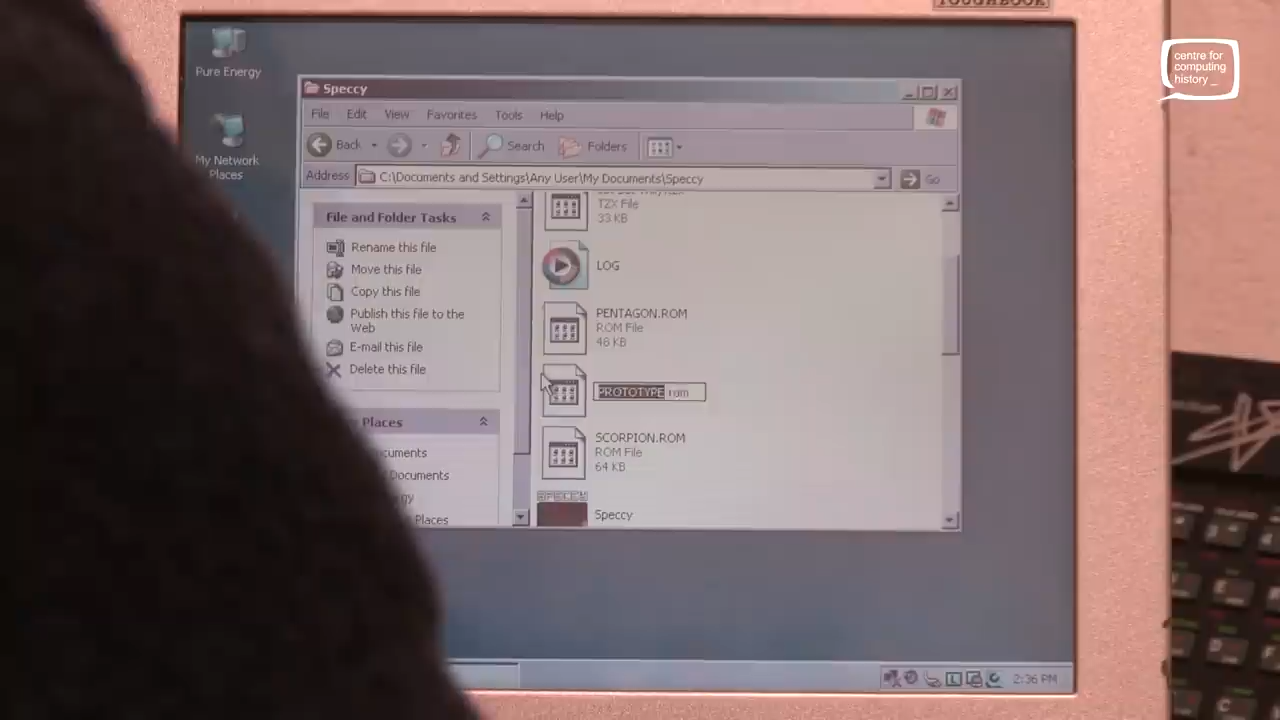 TOUGHBOOK
centre for
computing
history_
Pure Energy
My Network
Places
Speccy
File Edit View Favorites Tools Help
Back Search Folders
Address C:\Documents and Settings\Any User\My Documents\Speccy Go
File and Folder Tasks
Rename this file
Move this file
Copy this file
Publish this file to the
Web
E-mail this file
Delete this file
Places
Documents
Places
TZX File
33 KB
LOG
PENTAGON.ROM
ROM File
48 KB
PROTOTYPE.rom
SCORPION.ROM
ROM File
64 KB
SPECCY
Speccy
2:36 PM